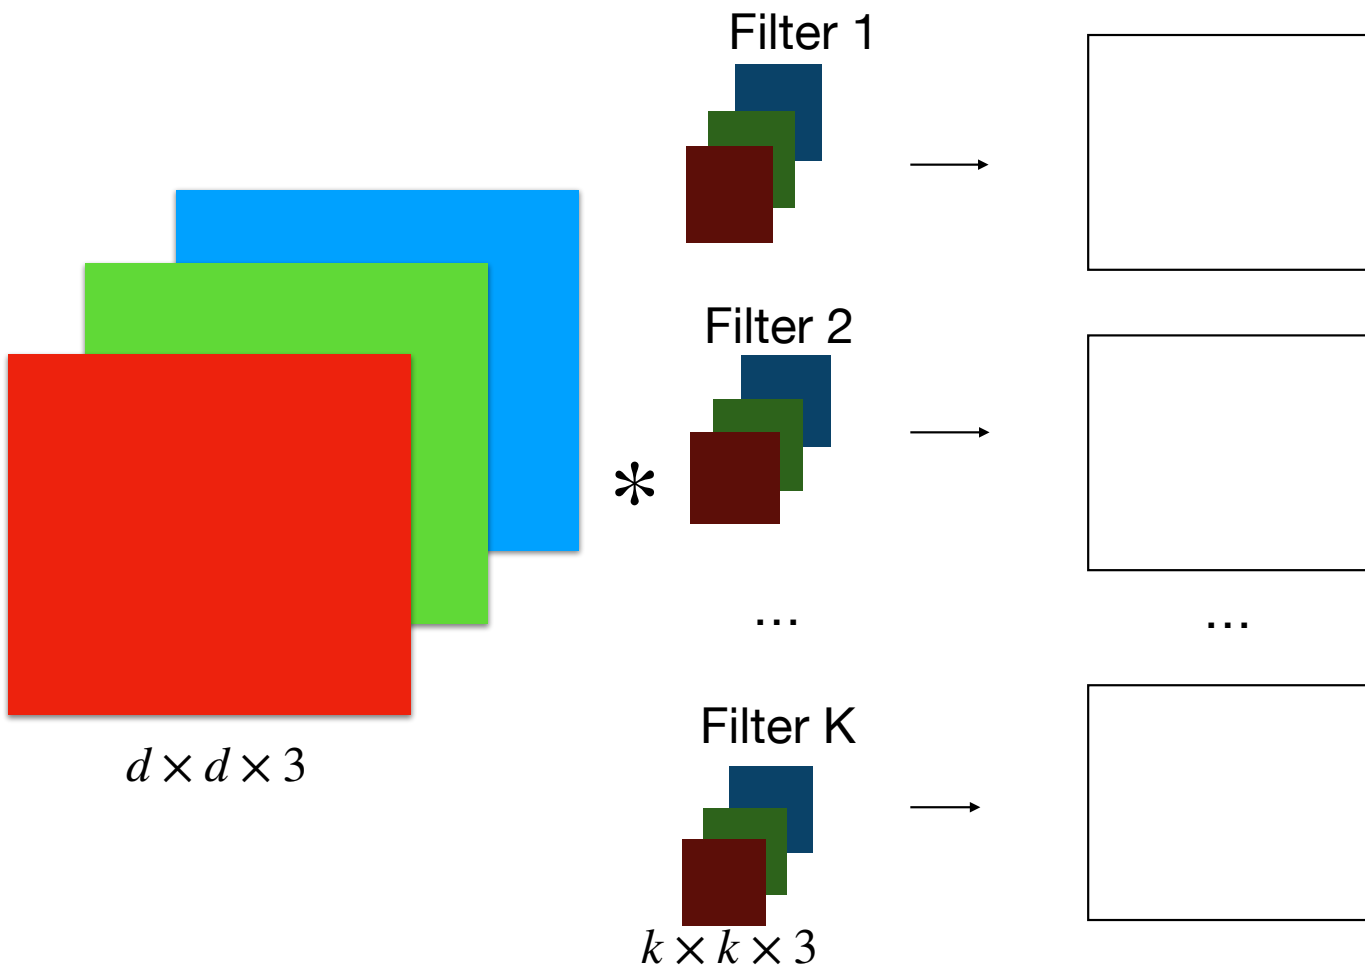 Filter 1
Filter 2
*
...
...
Filter K
d × d × 3
k × k × 3